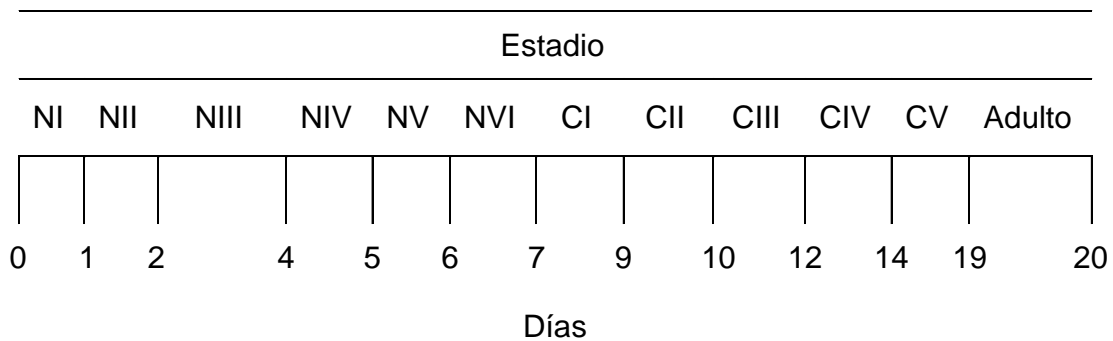 Estadio
NI NII NIII NIV NV NVI CI CII CIII CIV CV Adulto
0 1 2 4 5 6 7 9 10 12 14 19 20
Días